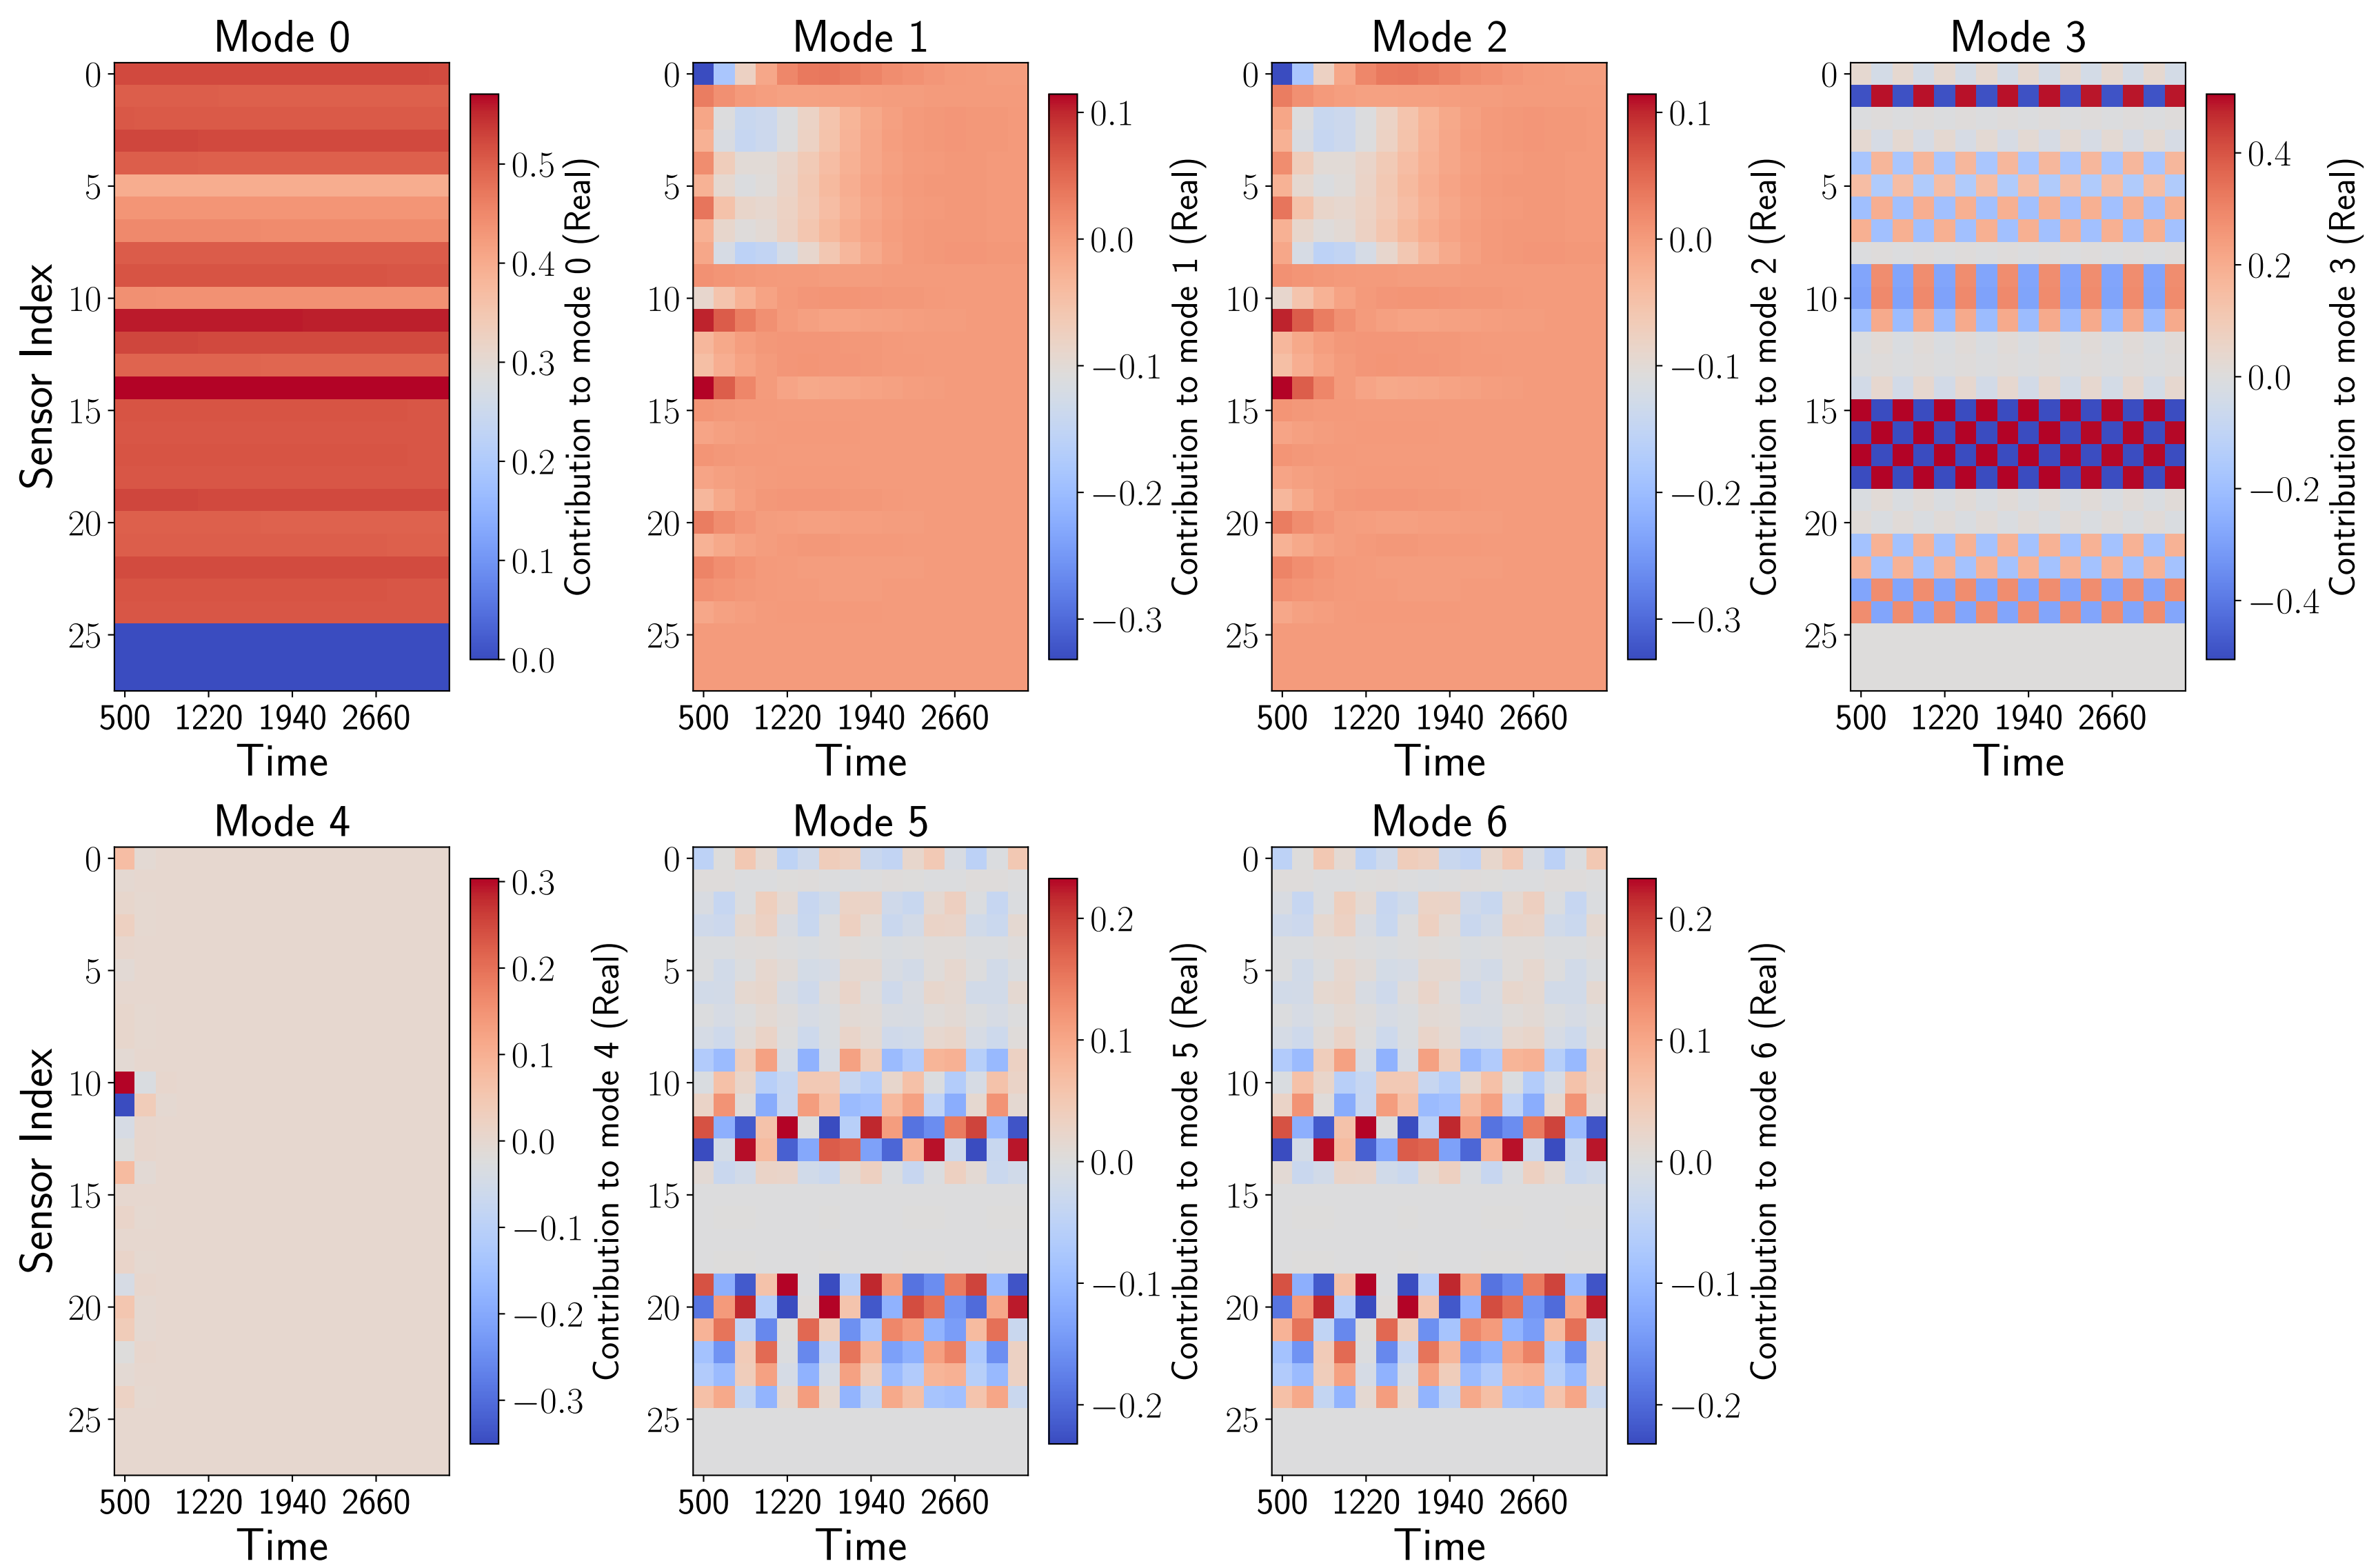 Mode 0
Mode 1
Mode 2
Mode 3
0
5
10
15
20
25
Sensor Index
500 1220 1940 2660
Time
0.5
0.4
0.3
0.2
0.1
0.0
Contribution to mode 0 (Real)
0
5
10
15
20
25
500 1220 1940 2660
Time
0.1
0.0
−0.1
−0.2
−0.3
Contribution to mode 1 (Real)
0
5
10
15
20
25
500 1220 1940 2660
Time
0.1
0.0
−0.1
−0.2
−0.3
Contribution to mode 2 (Real)
0
5
10
15
20
25
500 1220 1940 2660
Time
0.4
0.2
0.0
−0.2
−0.4
Contribution to mode 3 (Real)
Mode 4
Mode 5
Mode 6
0
5
10
15
20
25
Sensor Index
500 1220 1940 2660
Time
0.3
0.2
0.1
0.0
−0.1
−0.2
−0.3
Contribution to mode 4 (Real)
0
5
10
15
20
25
500 1220 1940 2660
Time
0.2
0.1
0.0
−0.1
−0.2
Contribution to mode 5 (Real)
0
5
10
15
20
25
500 1220 1940 2660
Time
0.2
0.1
0.0
−0.1
−0.2
Contribution to mode 6 (Real)